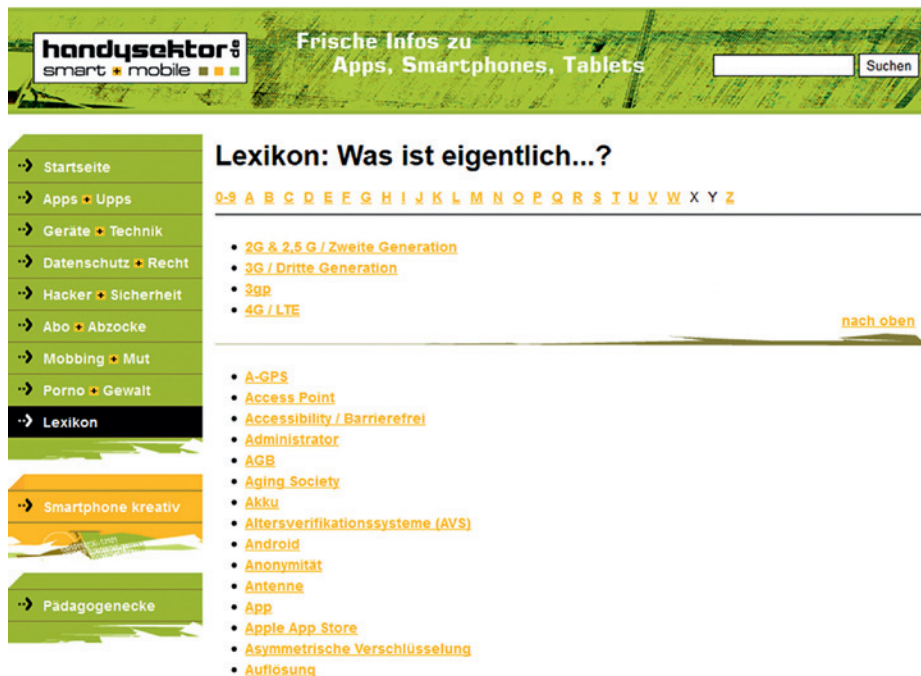 handysektor.de
smart + mobile
Frische Infos zu
Apps, Smartphones, Tablets
Suchen
Startseite
Apps + Upps
Geräte + Technik
Datenschutz + Recht
Hacker + Sicherheit
Abo + Abzocke
Mobbing + Mut
Porno + Gewalt
Lexikon
Smartphone kreativ
Pädagogenecke
Lexikon: Was ist eigentlich...?
0-9 A B C D E F G H I J K L M N O P Q R S T U V W X Y Z
2G & 2,5 G / Zweite Generation
3G / Dritte Generation
3gp
4G / LTE
nach oben
A-GPS
Access Point
Accessibility / Barrierefrei
Administrator
AGB
Aging Society
Akku
Altersverifikationssysteme (AVS)
Android
Anonymität
Antenne
App
Apple App Store
Asymmetrische Verschlüsselung
Auflösung